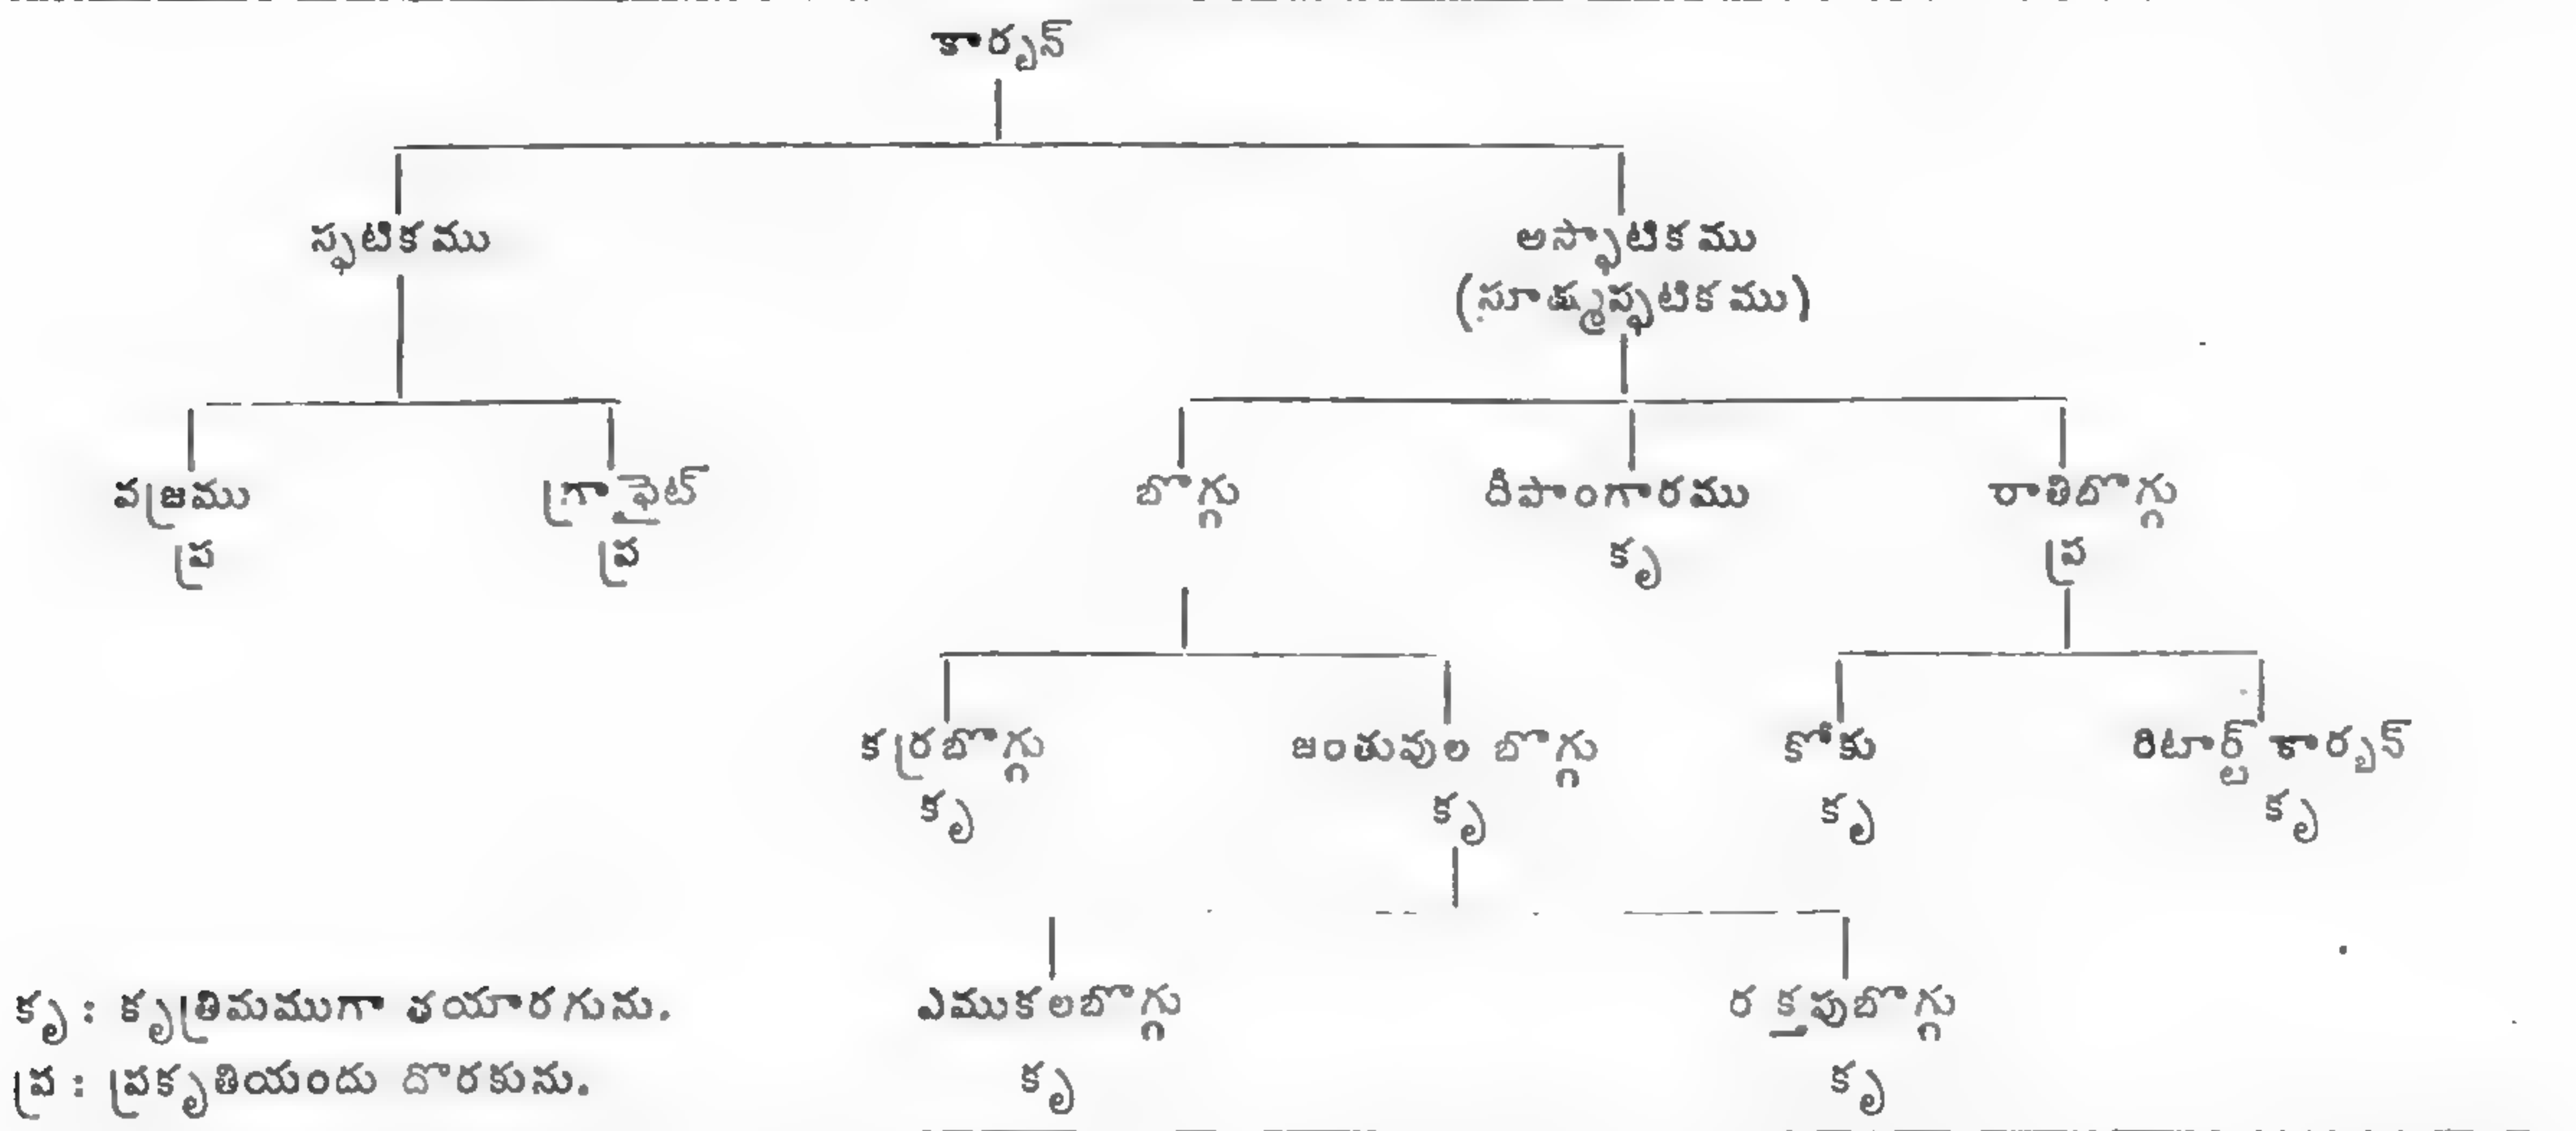 కార్బన్
స్ఫటికము
అస్ఫాటికము
(సూక్ష్మస్ఫటికము)
వజ్రము
ప్ర
గ్రాఫైట్
ప్ర
బొగ్గు
దీపాంగారము
కృ
రాతిబొగ్గు
ప్ర
కర్రబొగ్గు
కృ
జంతువుల బొగ్గు
కృ
కోకు
కృ
రిటార్ట్ కార్బన్
కృ
ఎముకలబొగ్గు
కృ
రక్తపుబొగ్గు
కృ
కృ : కృత్రిమముగా తయారగును.
ప్ర : ప్రకృతియందు దొరకును.